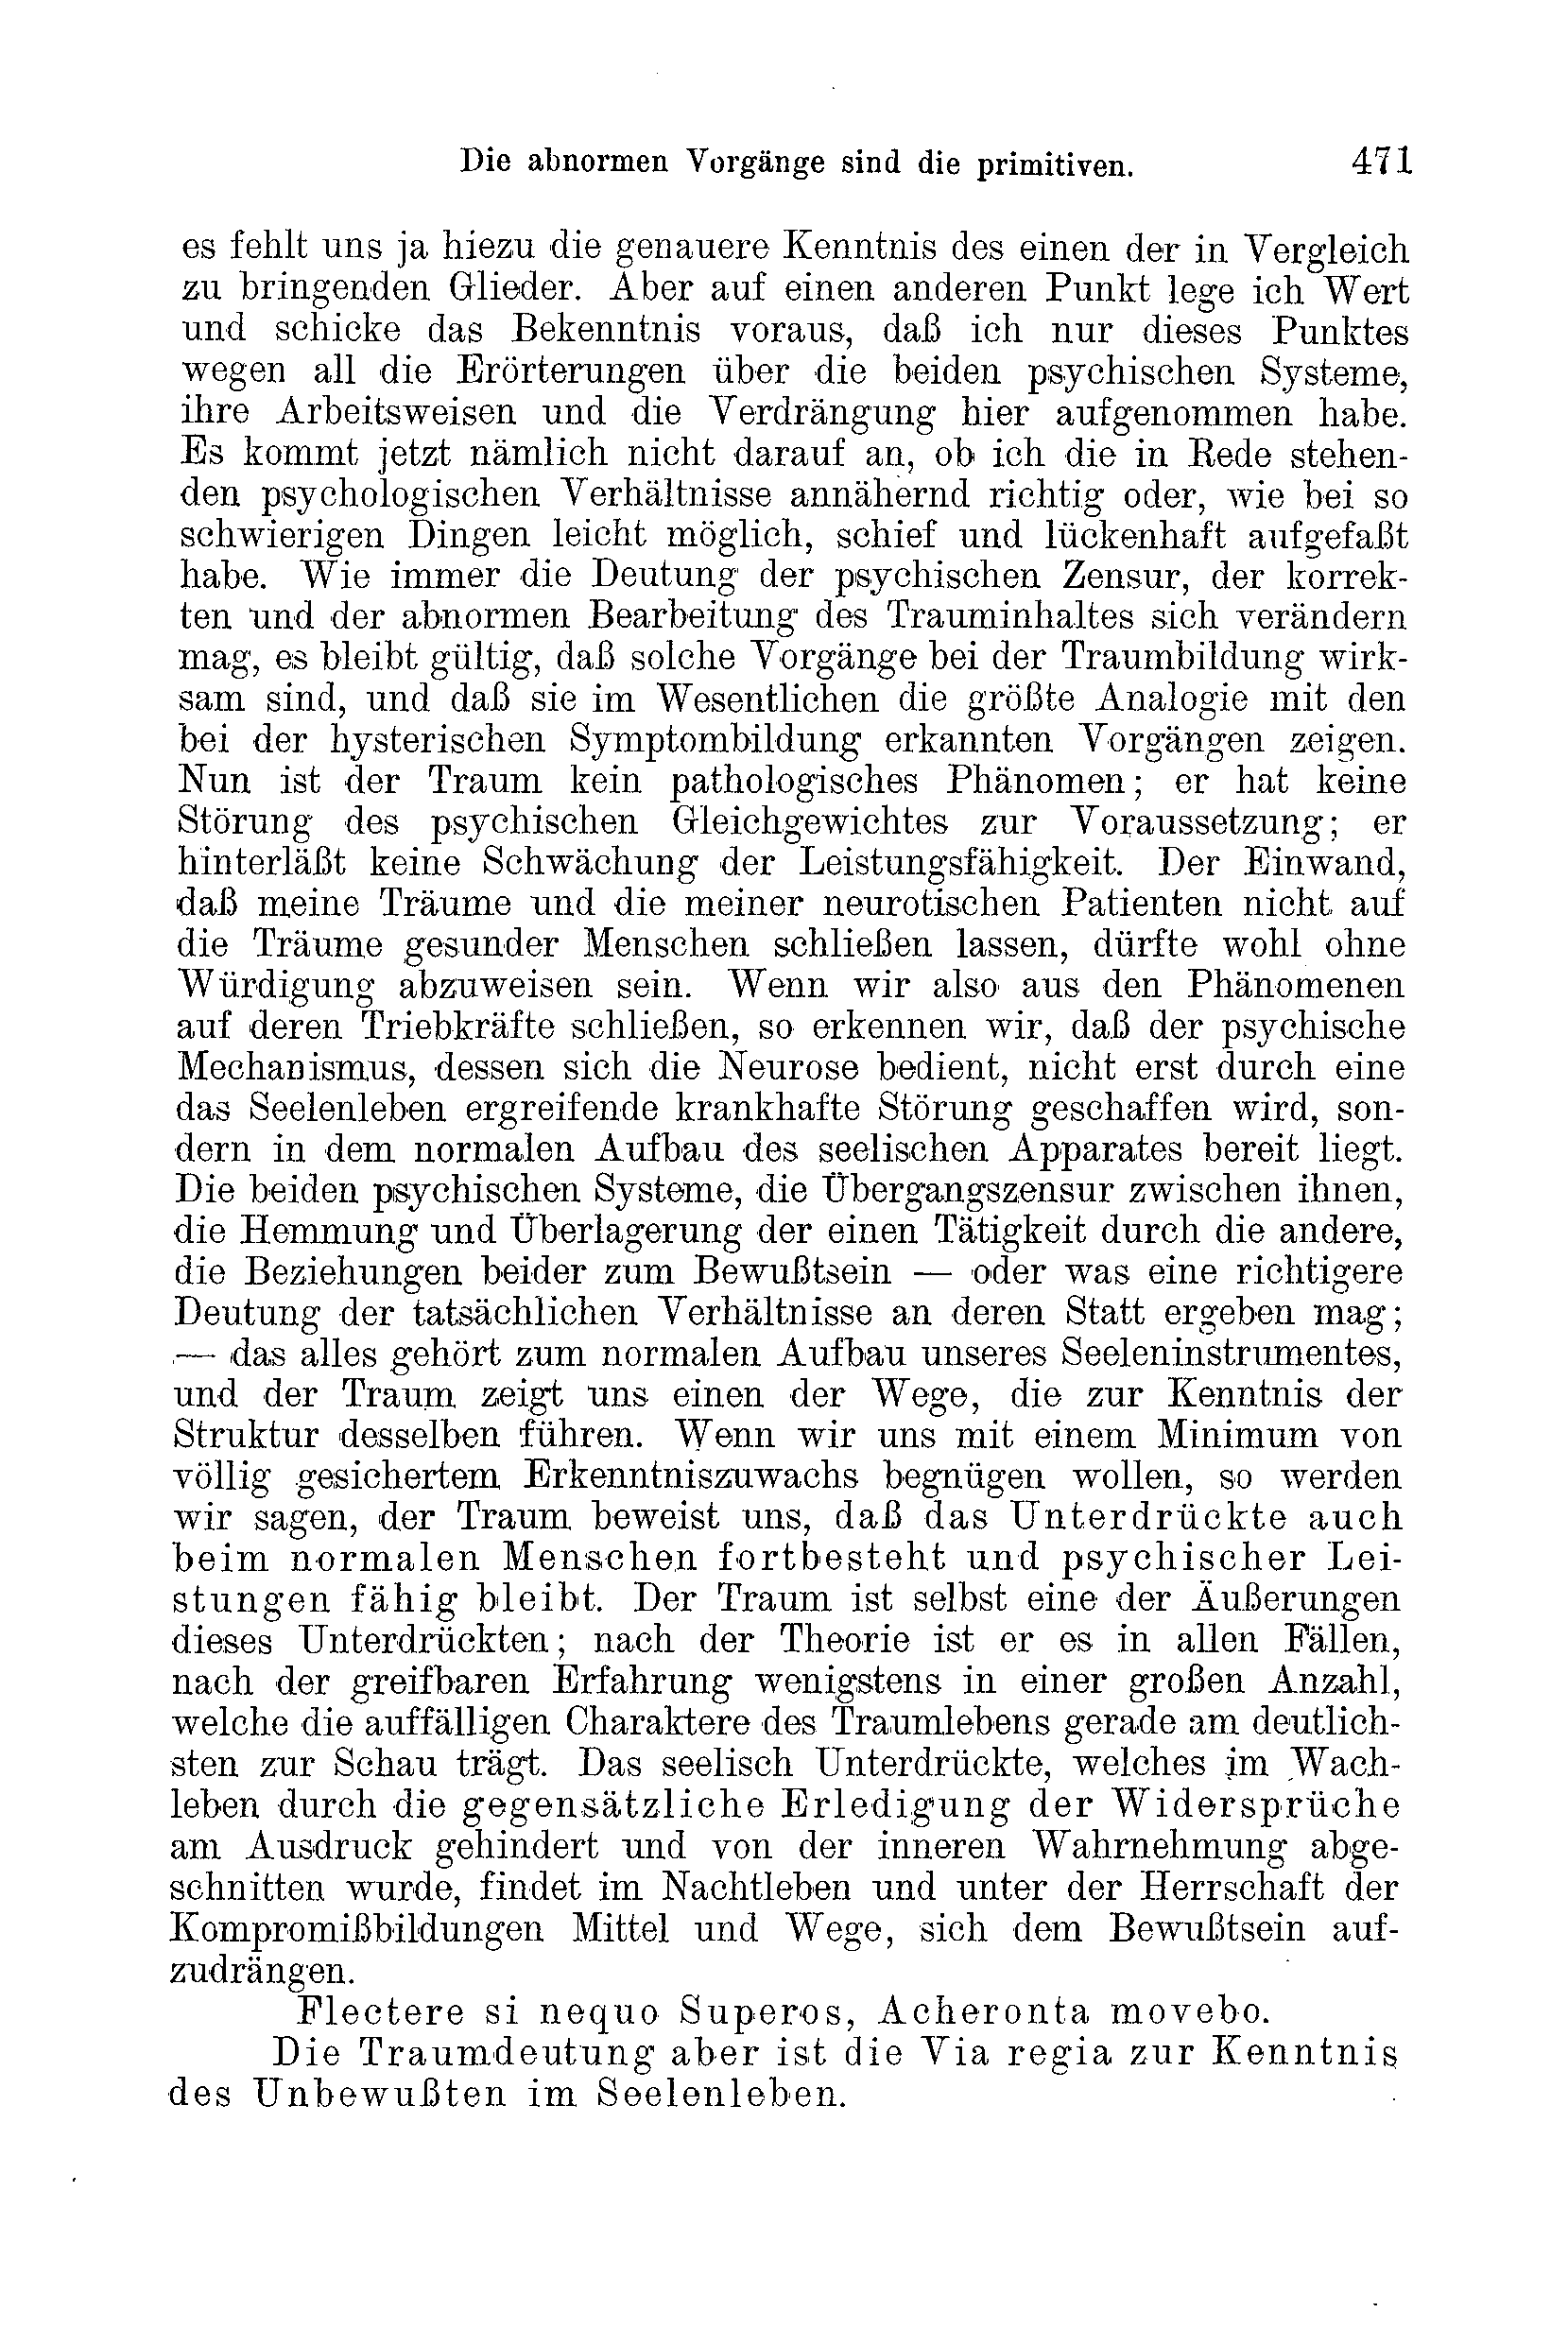 Die abnormen Vorgänge sind die primitiven. 471
es fehlt uns ja hiezu die genauere Kenntnis des einen der in Vergleich
zu bringenden Glieder. Aber auf einen anderen Punkt lege ich Wert
und schicke das Bekenntnis voraus, daß ich nur dieses Punktes
wegen all die Erörterungen über die beiden psychischen Systeme,
ihre Arbeitsweisen und die Verdrängung hier aufgenommen habe.
Es kommt jetzt nämlich nicht darauf an, ob ich die in Rede stehen-
den psychologischen Verhältnisse annähernd richtig oder, wie bei so
schwierigen Dingen leicht möglich, schief und lückenhaft aufgefaßt
habe. Wie immer die Deutung der psychischen Zensur, der korrek-
ten und der abnormen Bearbeitung des Trauminhaltes sich verändern
mag, es bleibt gültig, daß solche Vorgänge bei der Traumbildung wirk-
sam sind, und daß sie im Wesentlichen die größte Analogie mit den
bei der hysterischen Symptombildung erkannten Vorgängen zeigen.
Nun ist der Traum kein pathologisches Phänomen; er hat keine
Störung des psychischen Gleichgewichtes zur Voraussetzung; er
hinterläßt keine Schwächung der Leistungsfähigkeit. Der Einwand,
daß meine Träume und die meiner neurotischen Patienten nicht auf
die Träume gesunder Menschen schließen lassen, dürfte wohl ohne
Würdigung abzuweisen sein. Wenn wir also aus den Phänomenen
auf deren Triebkräfte schließen, so erkennen wir, daß der psychische
Mechanismus, dessen sich die Neurose bedient, nicht erst durch eine
das Seelenleben ergreifende krankhafte Störung geschaffen wird, son-
dern in dem normalen Aufbau des seelischen Apparates bereit liegt.
Die beiden psychischen Systeme, die Übergangszensur zwischen ihnen,
die Hemmung und Überlagerung der einen Tätigkeit durch die andere,
die Beziehungen beider zum Bewußtsein — oder was eine richtigere
Deutung der tatsächlichen Verhältnisse an deren Statt ergeben mag;
— das alles gehört zum normalen Aufbau unseres Seeleninstrumentes,
und der Traum zeigt uns einen der Wege, die zur Kenntnis der
Struktur desselben führen. Wenn wir uns mit einem Minimum von
völlig gesichertem Erkenntniszuwachs begnügen wollen, so werden
wir sagen, der Traum beweist uns, daß das Unterdrückte auch
beim normalen Menschen fortbesteht und psychischer Lei-
stungen fähig bleibt. Der Traum ist selbst eine der Äußerungen
dieses Unterdrückten; nach der Theorie ist er es in allen Fällen,
nach der greifbaren Erfahrung wenigstens in einer großen Anzahl,
welche die auffälligen Charaktere des Traumlebens gerade am deutlich-
sten zur Schau trägt. Das seelisch Unterdrückte, welches im Wach-
leben durch die gegensätzliche Erledigung der Widersprüche
am Ausdruck gehindert und von der inneren Wahrnehmung abge-
schnitten wurde, findet im Nachtleben und unter der Herrschaft der
Kompromißbildungen Mittel und Wege, sich dem Bewußtsein auf-
zudrängen.
Flectere si nequo Superos, Acheronta movebo.
Die Traumdeutung aber ist die Via regia zur Kenntnis
des Unbewußten im Seelenleben.